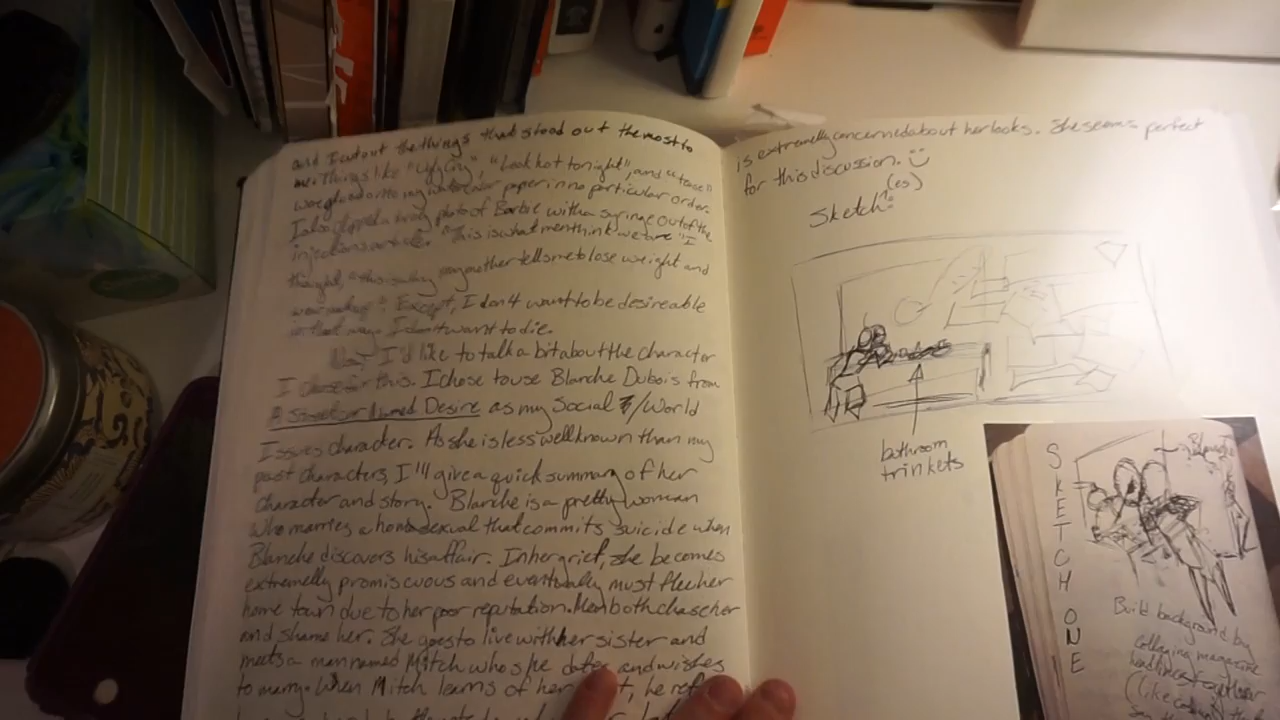 and I cut out the things that stood out the most to
me. Things like "Ugly Cry", "Look hot tonight", and "
were glued onto my watercolor paper in no particular order.
I also clipped a photo of Barbie with a syringe out of the
injections article. "This is what men think we are" I
thought, "this is why my mother tells me to lose weight and
wear makeup". Except, I don't want to be desireable
in that way. I don't want to die.
I'd like to talk a bit about the character
I chose for this. I chose to use Blanche Dubois from
A Streetcar Named Desire as my Social /World
Issues character. As she is less well known than my
past characters, I'll give a quick summary of her
character and story. Blanche is a pretty woman
who marries a homosexual that commits suicide when
Blanche discovers his affair. In her grief, she becomes
extremelly promiscuous and eventually must flee her
home town due to her poor reputation. Men both chase her
and shame her. She goes to live with her sister and
meets a man named Mitch who she dates and wishes
to marry. When Mitch learns of her
is extremelly concerned about her looks. She seems perfect
for this discussion. :)
Sketch(es):
bathroom
trinkets
SKETCH ONE
Build background by
collaging magazine
headlines together
(like